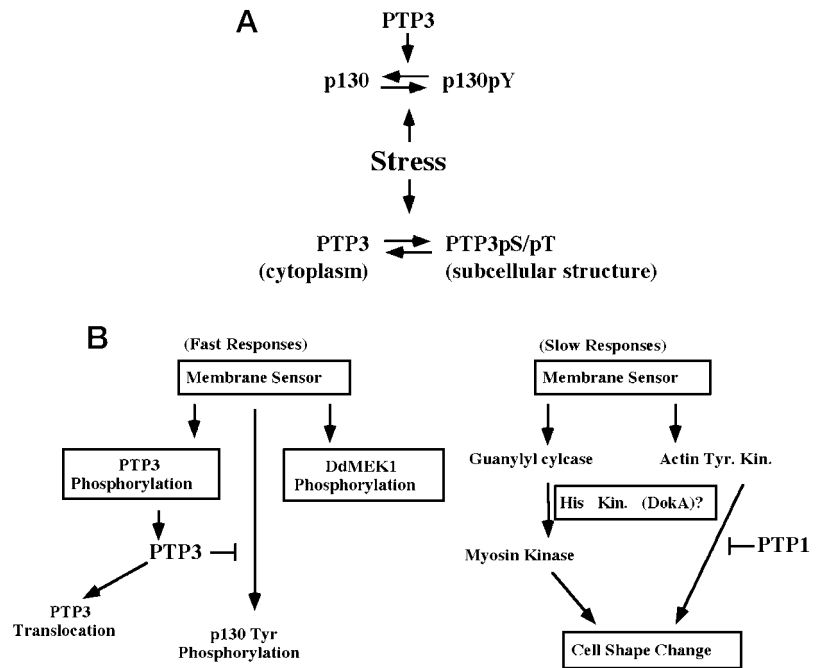 A
PTP3
p130 p130pY
Stress
PTP3 PTP3pS/pT
(cytoplasm) (subcellular structure)
B
(Fast Responses)
Membrane Sensor
PTP3
Phosphorylation
DdMEK1
Phosphorylation
PTP3
PTP3
Translocation
p130 Tyr
Phosphorylation
(Slow Responses)
Membrane Sensor
Guanylyl cylcase
Actin Tyr. Kin.
His Kin. (DokA)?
Myosin Kinase
PTP1
Cell Shape Change